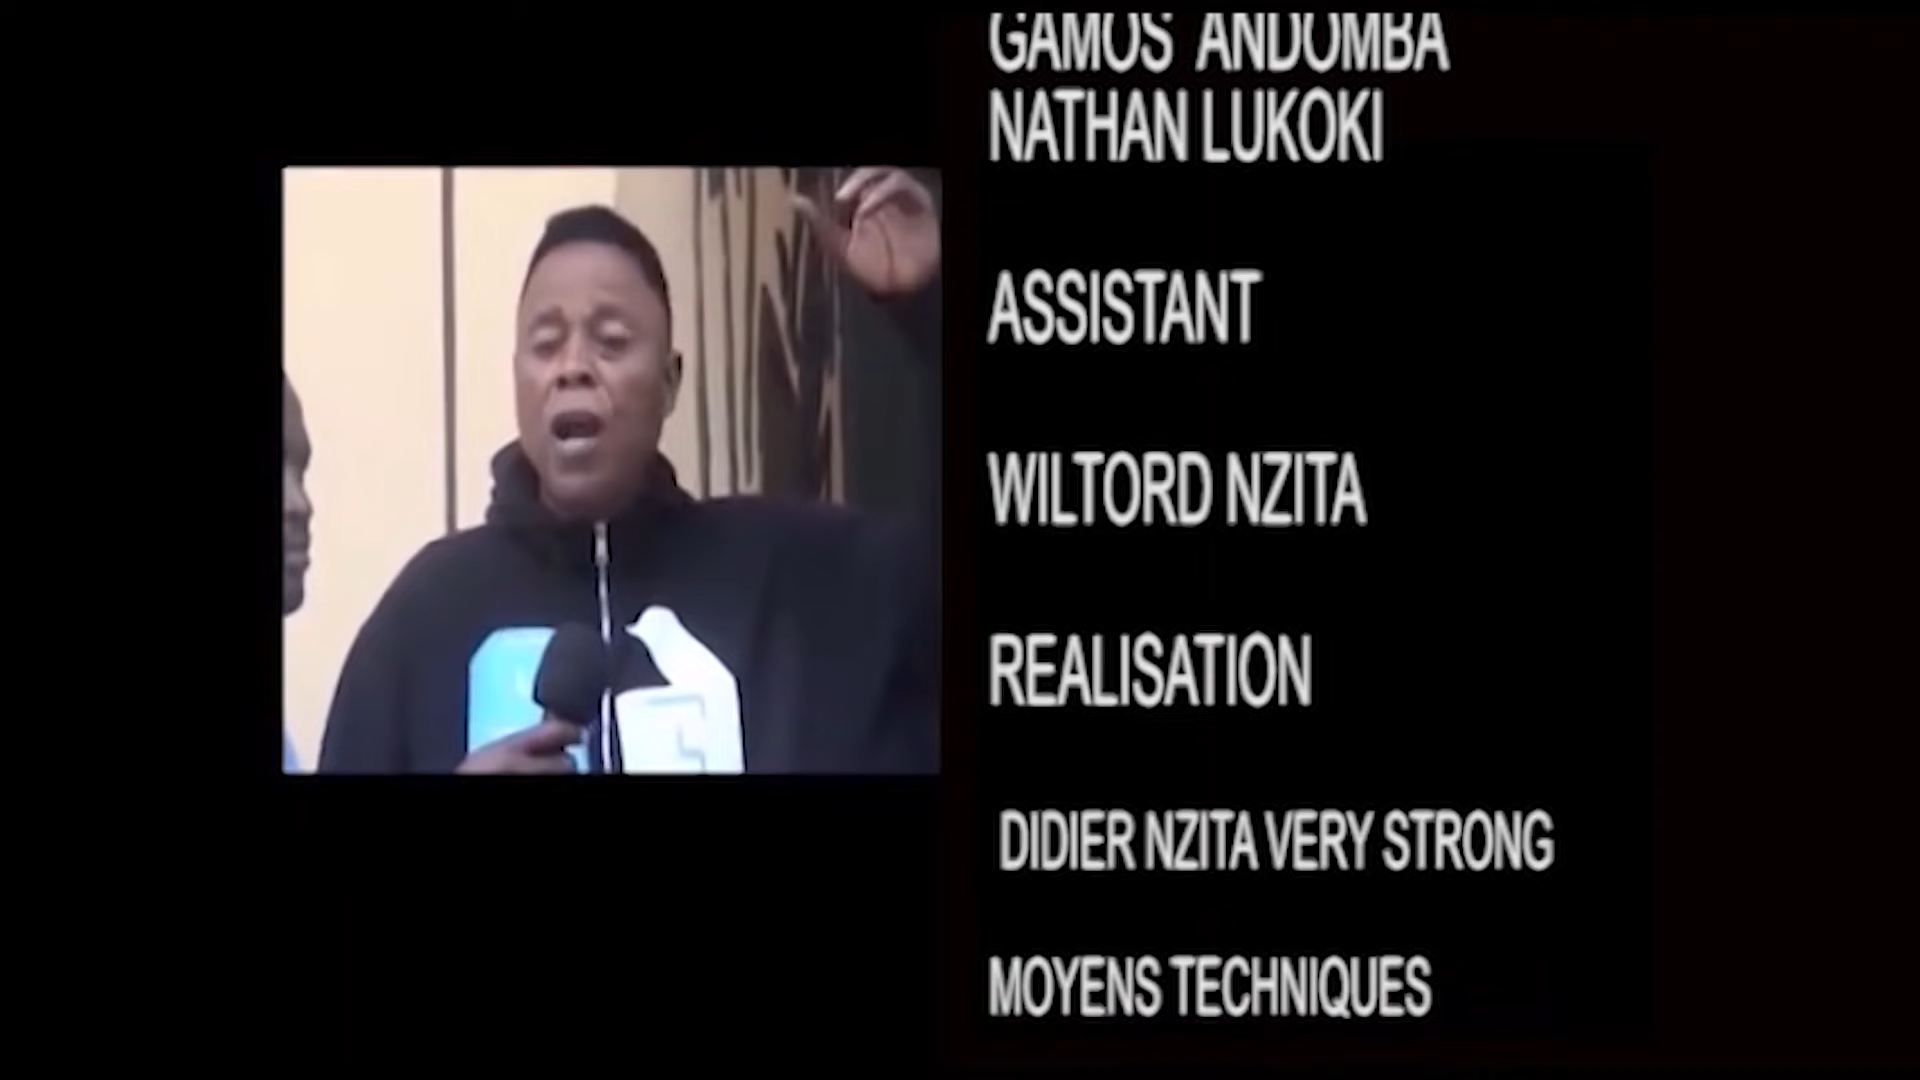 GAMOS ANDOMBA
NATHAN LUKOKI
ASSISTANT
WILTORD NZITA
REALISATION
DIDIER NZITA VERY STRONG
MOYENS TECHNIQUES